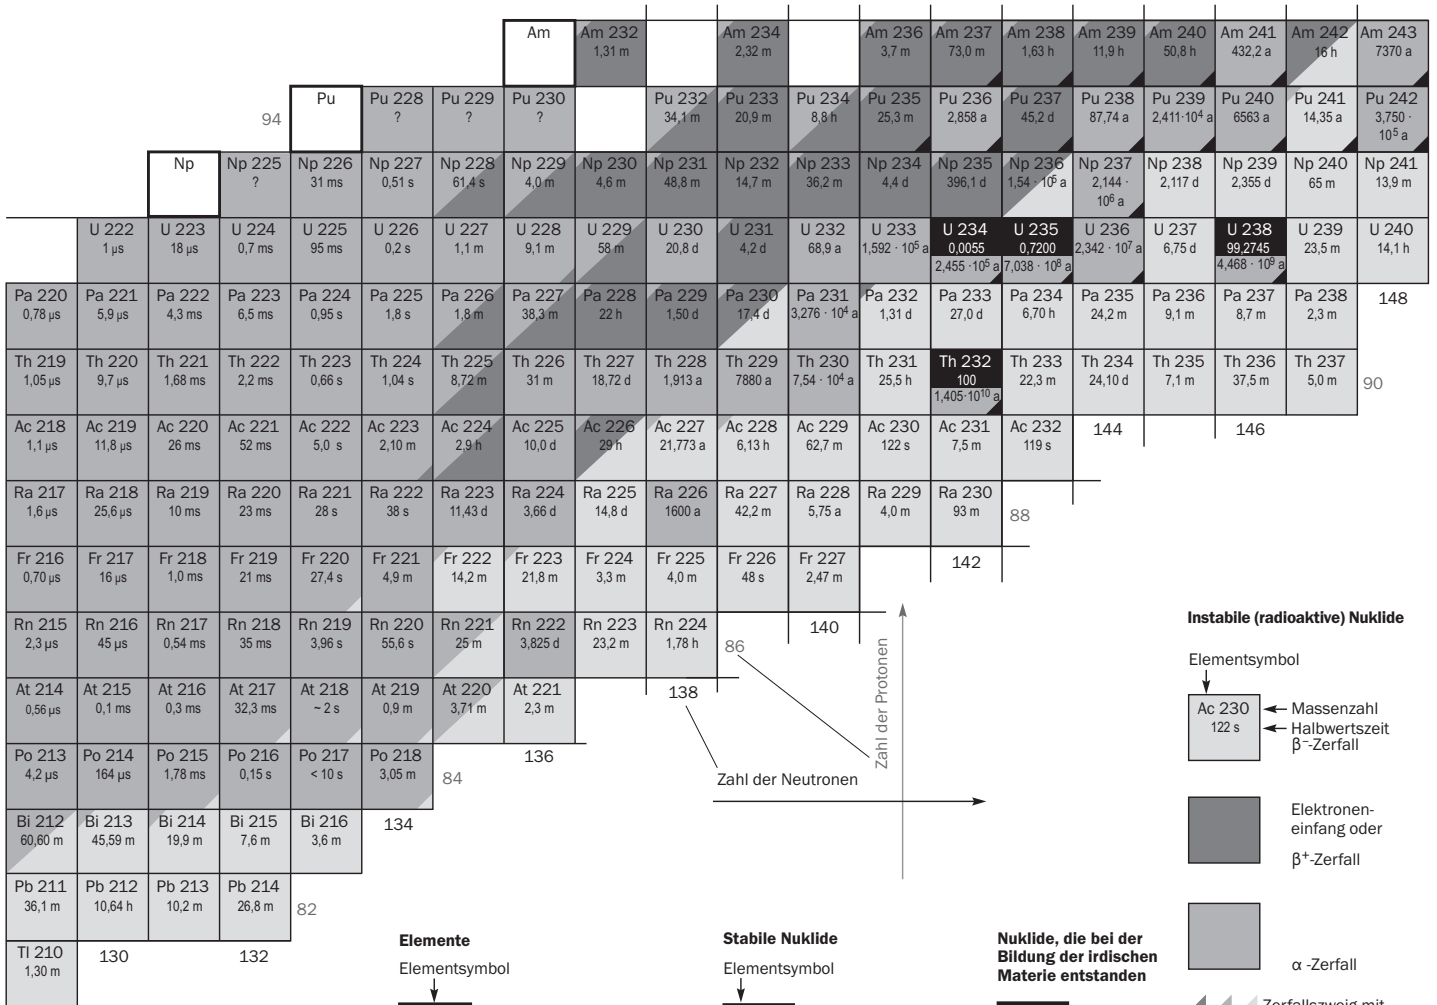 Am
Am 232
1,31 m
Am 234
2,32 m
Am 236
3,7 m
Am 237
73,0 m
Am 238
1,63 h
Am 239
11,9 h
Am 240
50,8 h
Am 241
432,2 a
Am 242
16 h
Am 243
7370 a
94
Pu
Pu 228
?
Pu 229
?
Pu 230
?
Pu 232
34,1 m
Pu 233
20,9 m
Pu 234
8,8 h
Pu 235
25,3 m
Pu 236
2,858 a
Pu 237
45,2 d
Pu 238
87,74 a
Pu 239
2,411·10⁴ a
Pu 240
6563 a
Pu 241
14,35 a
Pu 242
3,750 ·
10⁵ a
Np
Np 225
?
Np 226
31 ms
Np 227
0,51 s
Np 228
61,4 s
Np 229
4,0 m
Np 230
4,6 m
Np 231
48,8 m
Np 232
14,7 m
Np 233
36,2 m
Np 234
4,4 d
Np 235
396,1 d
Np 236
1,54 · 10⁵ a
Np 237
2,144 ·
10⁶ a
Np 238
2,117 d
Np 239
2,355 d
Np 240
65 m
Np 241
13,9 m
U 222
1 µs
U 223
18 µs
U 224
0,7 ms
U 225
95 ms
U 226
0,2 s
U 227
1,1 m
U 228
9,1 m
U 229
58 m
U 230
20,8 d
U 231
4,2 d
U 232
68,9 a
U 233
1,592 · 10⁵ a
U 234
0,0055
2,455 · 10⁵ a
U 235
0,7200
7,038 · 10⁸ a
U 236
2,342 · 10⁷ a
U 237
6,75 d
U 238
99,2745
4,468 · 10⁹ a
U 239
23,5 m
U 240
14,1 h
Pa 220
0,78 µs
Pa 221
5,9 µs
Pa 222
4,3 ms
Pa 223
6,5 ms
Pa 224
0,95 s
Pa 225
1,8 s
Pa 226
1,8 m
Pa 227
38,3 m
Pa 228
22 h
Pa 229
1,50 d
Pa 230
17,4 d
Pa 231
3,276 · 10⁴ a
Pa 232
1,31 d
Pa 233
27,0 d
Pa 234
6,70 h
Pa 235
24,2 m
Pa 236
9,1 m
Pa 237
8,7 m
Pa 238
2,3 m
148
Th 219
1,05 µs
Th 220
9,7 µs
Th 221
1,68 ms
Th 222
2,2 ms
Th 223
0,66 s
Th 224
1,04 s
Th 225
8,72 m
Th 226
31 m
Th 227
18,72 d
Th 228
1,913 a
Th 229
7880 a
Th 230
7,54 · 10⁴ a
Th 231
25,5 h
Th 232
100
1,405·10¹⁰ a
Th 233
22,3 m
Th 234
24,10 d
Th 235
7,1 m
Th 236
37,5 m
Th 237
5,0 m
90
Ac 218
1,1 µs
Ac 219
11,8 µs
Ac 220
26 ms
Ac 221
52 ms
Ac 222
5,0 s
Ac 223
2,10 m
Ac 224
2,9 h
Ac 225
10,0 d
Ac 226
29 h
Ac 227
21,773 a
Ac 228
6,13 h
Ac 229
62,7 m
Ac 230
122 s
Ac 231
7,5 m
Ac 232
119 s
144
146
Ra 217
1,6 µs
Ra 218
25,6 µs
Ra 219
10 ms
Ra 220
23 ms
Ra 221
28 s
Ra 222
38 s
Ra 223
11,43 d
Ra 224
3,66 d
Ra 225
14,8 d
Ra 226
1600 a
Ra 227
42,2 m
Ra 228
5,75 a
Ra 229
4,0 m
Ra 230
93 m
88
Fr 216
0,70 µs
Fr 217
16 µs
Fr 218
1,0 ms
Fr 219
21 ms
Fr 220
27,4 s
Fr 221
4,9 m
Fr 222
14,2 m
Fr 223
21,8 m
Fr 224
3,3 m
Fr 225
4,0 m
Fr 226
48 s
Fr 227
2,47 m
142
Rn 215
2,3 µs
Rn 216
45 µs
Rn 217
0,54 ms
Rn 218
35 ms
Rn 219
3,96 s
Rn 220
55,6 s
Rn 221
25 m
Rn 222
3,825 d
Rn 223
23,2 m
Rn 224
1,78 h
86
140
At 214
0,56 µs
At 215
0,1 ms
At 216
0,3 ms
At 217
32,3 ms
At 218
~ 2 s
At 219
0,9 m
At 220
3,71 m
At 221
2,3 m
138
Po 213
4,2 µs
Po 214
164 µs
Po 215
1,78 ms
Po 216
0,15 s
Po 217
< 10 s
Po 218
3,05 m
84
136
Bi 212
60,60 m
Bi 213
45,59 m
Bi 214
19,9 m
Bi 215
7,6 m
Bi 216
3,6 m
134
Pb 211
36,1 m
Pb 212
10,64 h
Pb 213
10,2 m
Pb 214
26,8 m
82
Tl 210
1,30 m
130
132
Zahl der Neutronen
Zahl der Protonen
Instabile (radioaktive) Nuklide
Elementsymbol
Ac 230
122 s
Massenzahl
Halbwertszeit
β⁻-Zerfall
Elektronen-
einfang oder
β⁺-Zerfall
α -Zerfall
Zerfallszweig mit
Elemente
Elementsymbol
Stabile Nuklide
Elementsymbol
Nuklide, die bei der
Bildung der irdischen
Materie entstanden